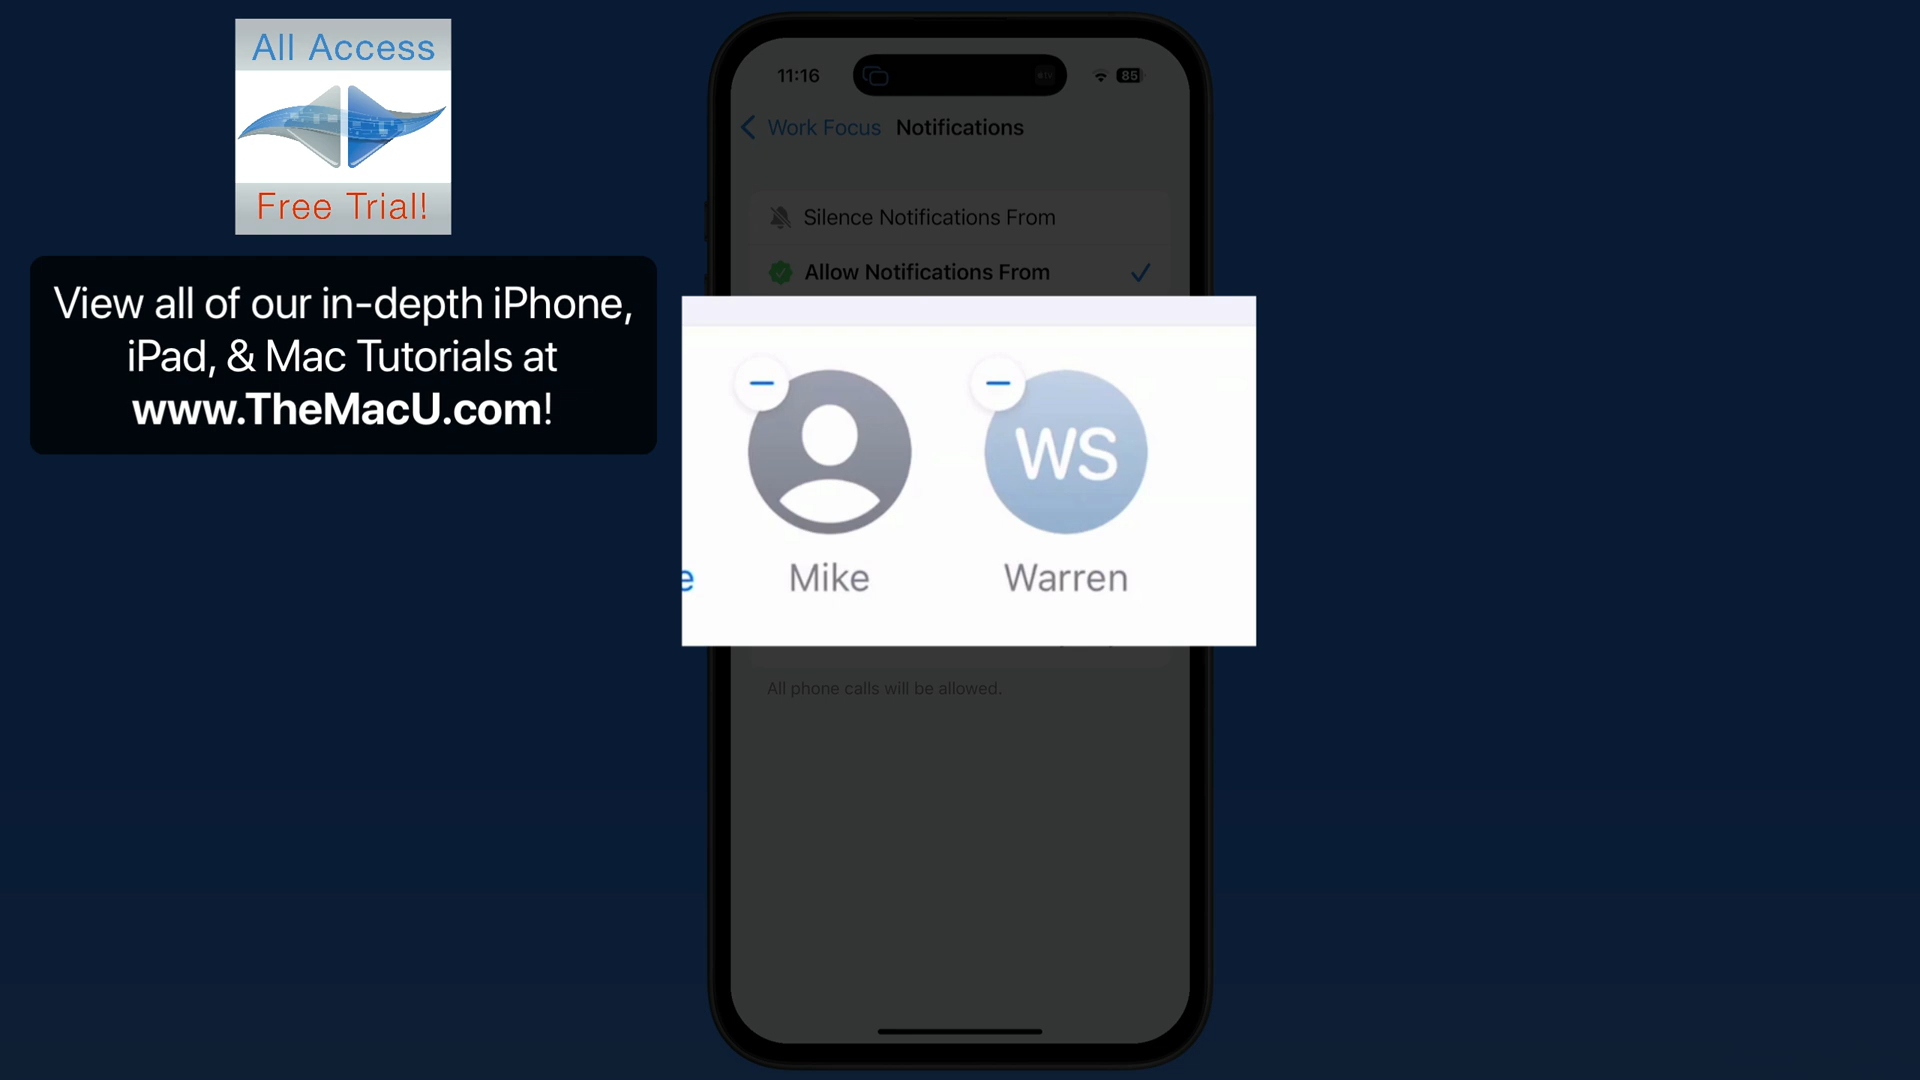 All Access
Free Trial!
View all of our in-depth iPhone,
iPad, & Mac Tutorials at
www.TheMacU.com!
11:16
85
Work Focus Notifications
Silence Notifications From
Allow Notifications From
WS
e Mike Warren
All phone calls will be allowed.